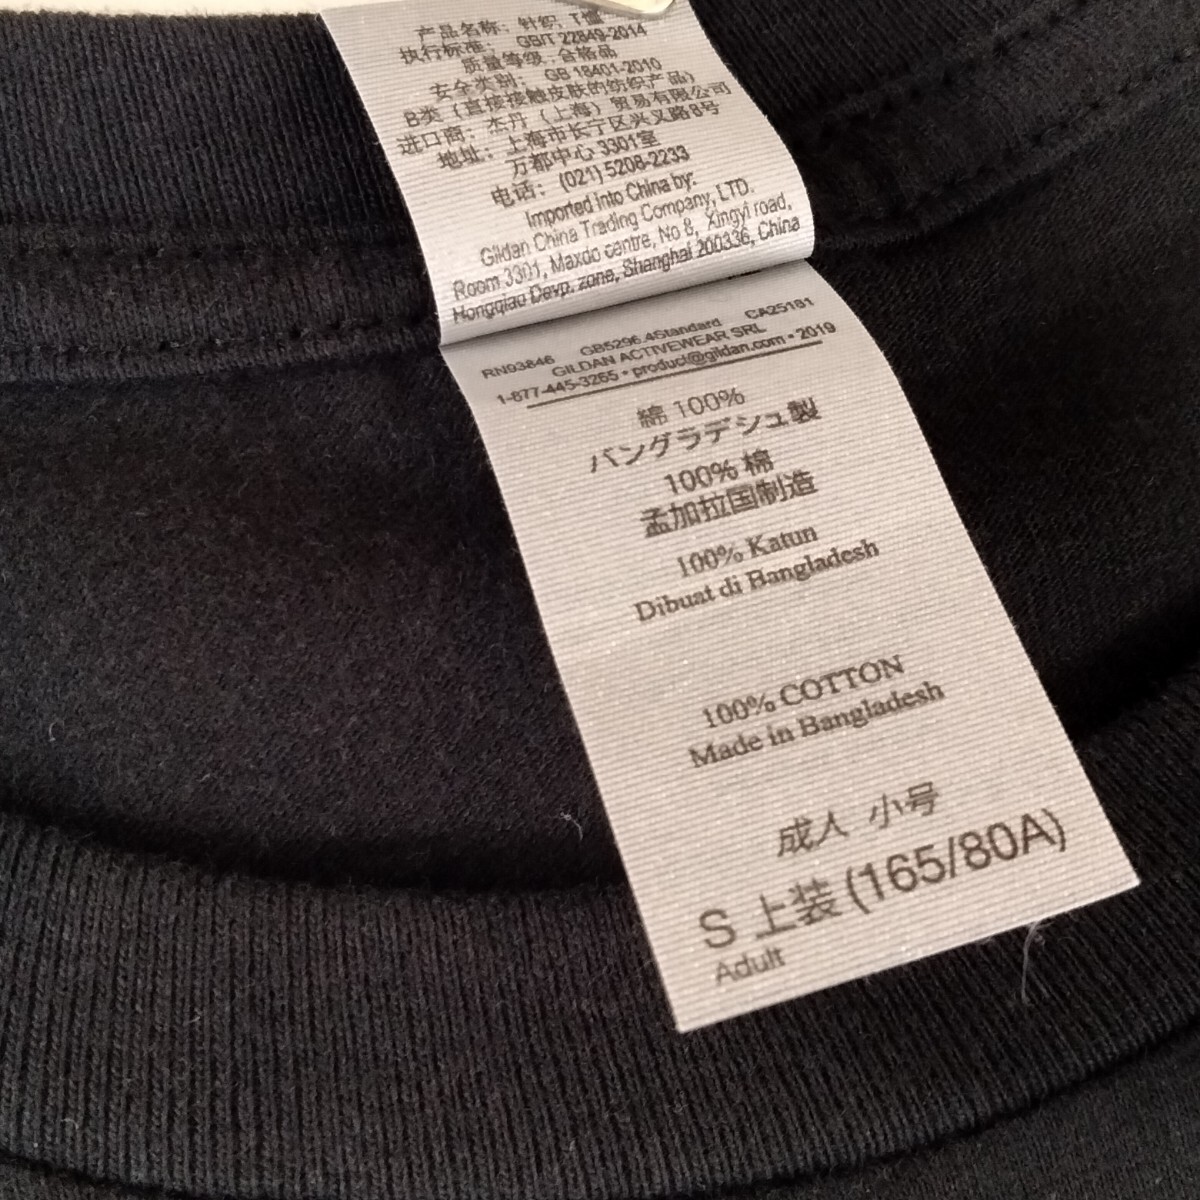 产品名称: 针织, T恤
执行标准: GB/T 22849-2014
质量等级: 合格品
安全类别: GB 18401-2010
B类 (直接接触皮肤的纺织产品)
进口商: 杰丹 (上海) 贸易有限公司
地址: 上海市长宁区兴义路8号
万都中心 3301室
电话: (021) 5208-2233
Imported into China by:
Gildan China Trading Company, LTD.
Room 3301, Maxdo centre, No 8, Xingyi road,
Hongqiao Devp. zone, Shanghai 200336, China
RN93846 GB5296.4Standard CA25181
GILDAN ACTIVEWEAR SRL
1-877-445-3265 • product@gildan.com • 2019
綿 100%
バングラデシュ製
100% 棉
孟加拉国制造
100% Katun
Dibuat di Bangladesh
100% COTTON
Made in Bangladesh
成人 小号
S 上装 (165/80A)
Adult